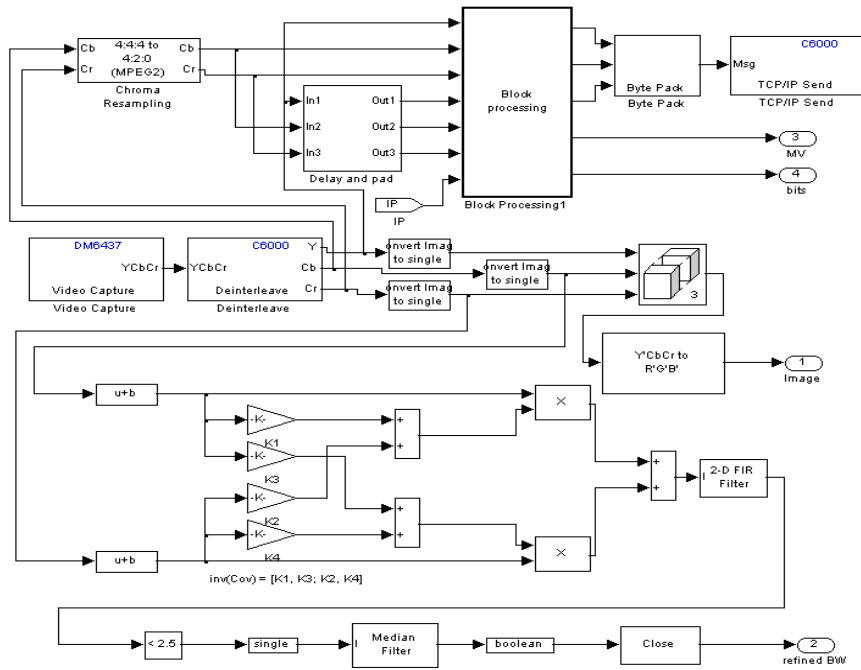 C6000
4:4:4 to
4:2:0
(MPEG2)
Cb
Cr
Cb
Cr
Chroma
Resampling
In1
In2
In3
Out1
Out2
Out3
Delay and pad
Block
processing
Block Processing1
IP
IP
Byte Pack
Byte Pack
Msg
TCP/IP Send
TCP/IP Send
3
MV
4
bits
DM6437
YCbCr
Video Capture
Video Capture
C6000
YCbCr
Y
Cb
Cr
Deinterleave
Deinterleave
onvert Imag
to single
onvert Imag
to single
onvert Imag
to single
3
Y'CbCr to
R'G'B'
1
Image
u+b
-K-
K1
-K-
K3
-K-
K2
-K-
K4
u+b
inv(Cov) = [K1, K3; K2, K4]
+
+
+
+
×
×
+
+
I
2-D FIR
Filter
< 2.5
single
I
Median
Filter
boolean
Close
2
refined BW